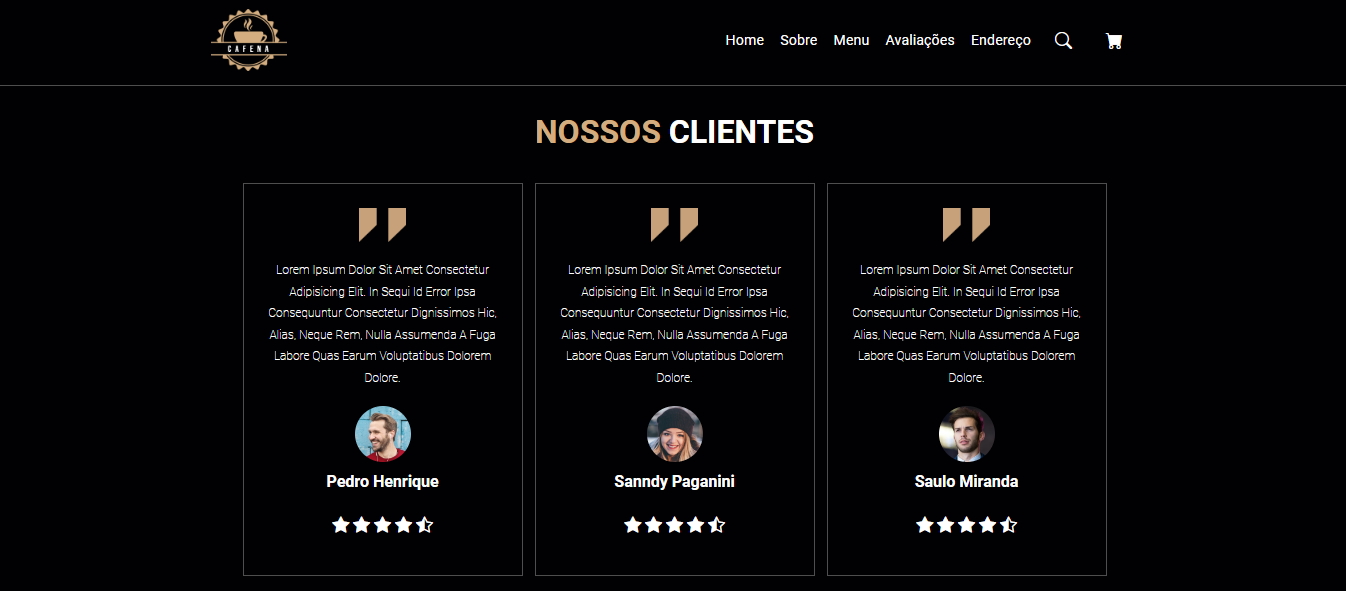 CAFENA
Home Sobre Menu Avaliações Endereço
NOSSOS CLIENTES
Lorem Ipsum Dolor Sit Amet Consectetur
Adipisicing Elit. In Sequi Id Error Ipsa
Consequuntur Consectetur Dignissimos Hic,
Alias, Neque Rem, Nulla Assumenda A Fuga
Labore Quas Earum Voluptatibus Dolorem
Dolore.
Pedro Henrique
Lorem Ipsum Dolor Sit Amet Consectetur
Adipisicing Elit. In Sequi Id Error Ipsa
Consequuntur Consectetur Dignissimos Hic,
Alias, Neque Rem, Nulla Assumenda A Fuga
Labore Quas Earum Voluptatibus Dolorem
Dolore.
Sanndy Paganini
Lorem Ipsum Dolor Sit Amet Consectetur
Adipisicing Elit. In Sequi Id Error Ipsa
Consequuntur Consectetur Dignissimos Hic,
Alias, Neque Rem, Nulla Assumenda A Fuga
Labore Quas Earum Voluptatibus Dolorem
Dolore.
Saulo Miranda